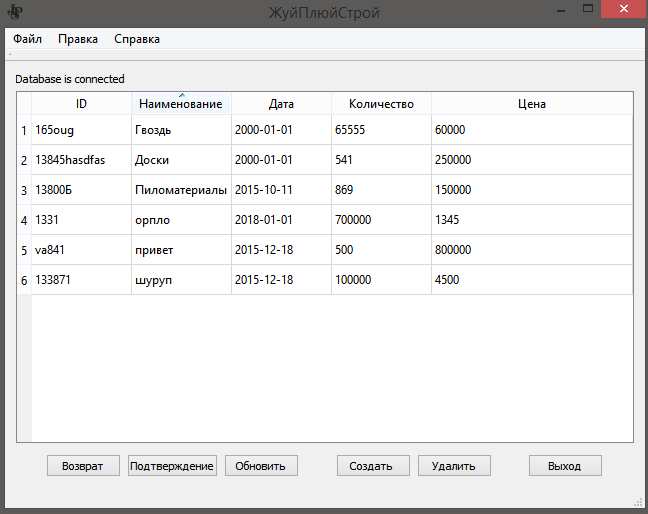 JPS
ЖуйПлюйСтрой
Файл Правка Справка
Database is connected
ID Наименование Дата Количество Цена
1 165oug Гвоздь 2000-01-01 65555 60000
2 13845hasdfas Доски 2000-01-01 541 250000
3 13800Б Пиломатериалы 2015-10-11 869 150000
4 1331 орпло 2018-01-01 700000 1345
5 va841 привет 2015-12-18 500 800000
6 133871 шуруп 2015-12-18 100000 4500
Возврат Подтверждение Обновить Создать Удалить Выход